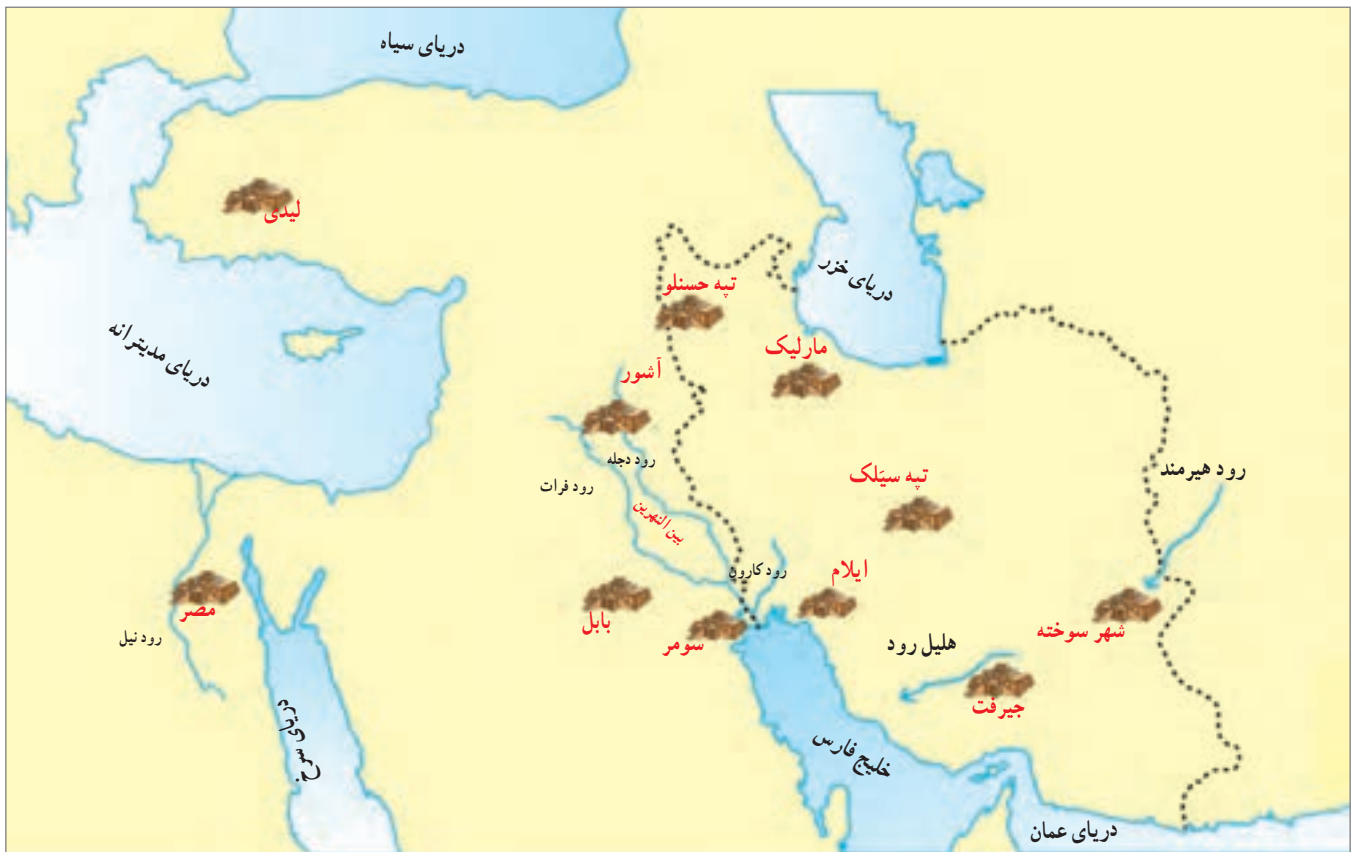 دریای سیاه
لیدی
دریای خزر
تپه حسنلو
مارلیک
دریای مدیترانه
آشور
رود دجله
رود فرات
تپه سیَلک
رود هیرمند
بین النهرین
رود کارون
ایلام
بابل
سومر
مصر
رود نیل
شهر سوخته
هلیل رود
جیرفت
دریای سرخ
خلیج فارس
دریای عمان